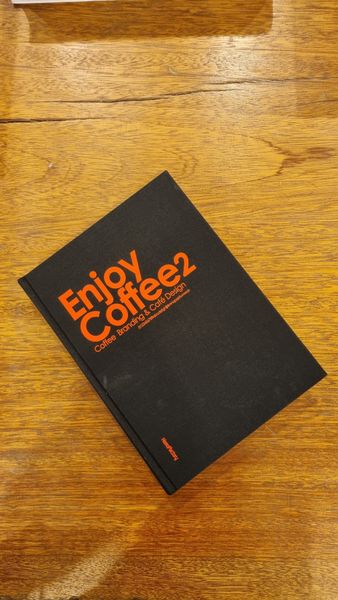 Enjoy
Coffee2
Coffee Branding & Café Design